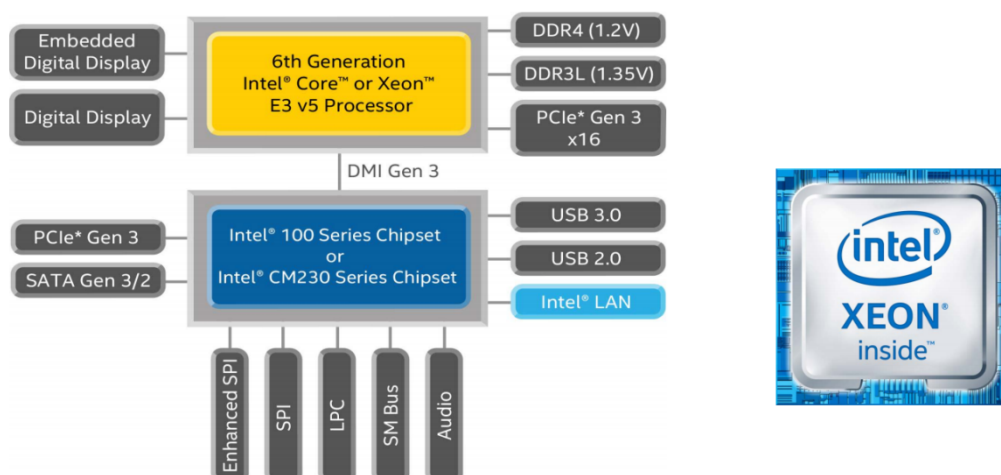 Embedded
Digital Display
Digital Display
6th Generation
Intel® Core™ or Xeon™
E3 v5 Processor
DDR4 (1.2V)
DDR3L (1.35V)
PCIe* Gen 3
x16
DMI Gen 3
PCIe* Gen 3
SATA Gen 3/2
Intel® 100 Series Chipset
or
Intel® CM230 Series Chipset
USB 3.0
USB 2.0
Intel® LAN
Enhanced SPI
SPI
LPC
SM Bus
Audio
intel®
XEON®
inside™